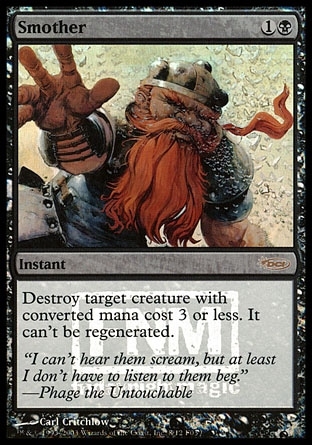 Smother 1
Instant
DCI
Destroy target creature with
converted mana cost 3 or less. It
can't be regenerated.
FNM
"I can't hear them scream, but at least
I don't have to listen to them beg."
—Phage the Untouchable
Carl Critchlow